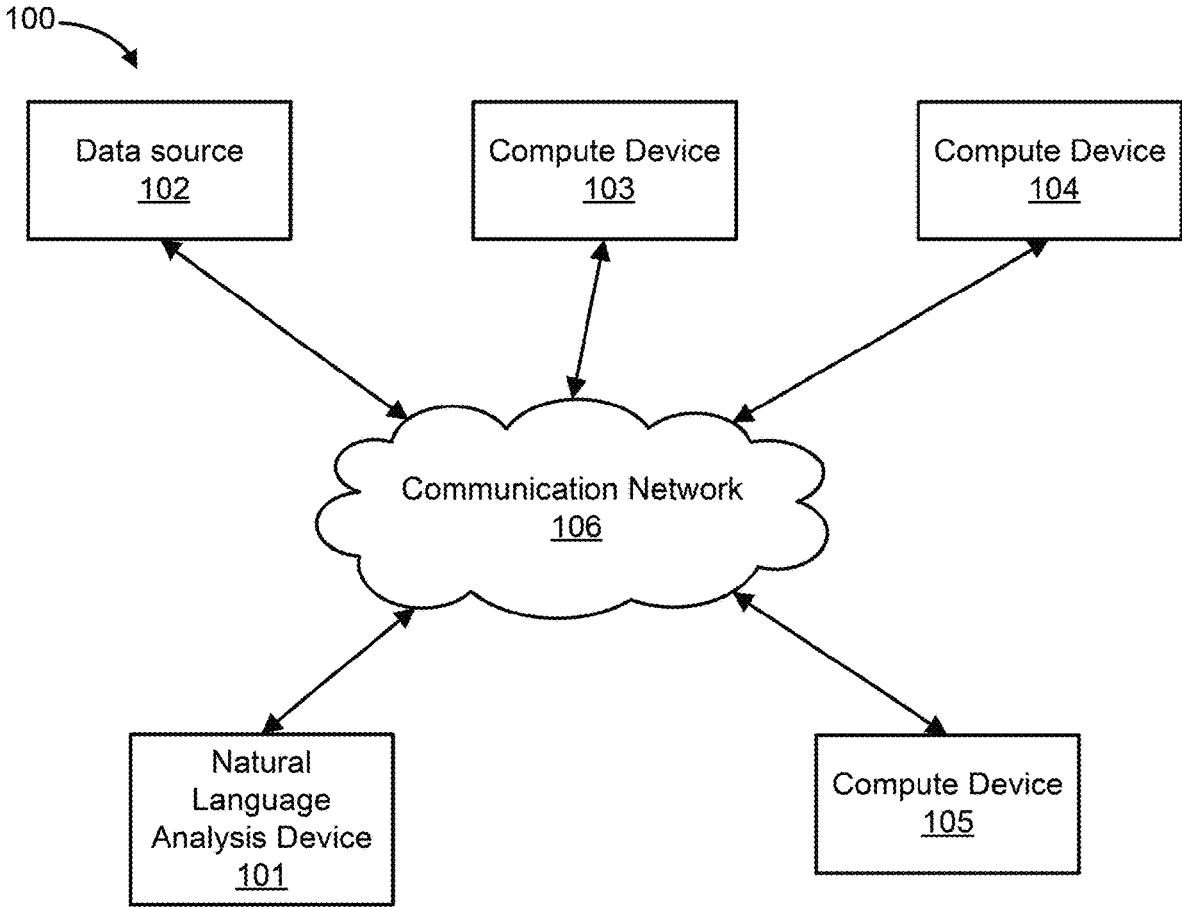 100
Data source
102
Compute Device
103
Compute Device
104
Communication Network
106
Natural
Language
Analysis Device
101
Compute Device
105